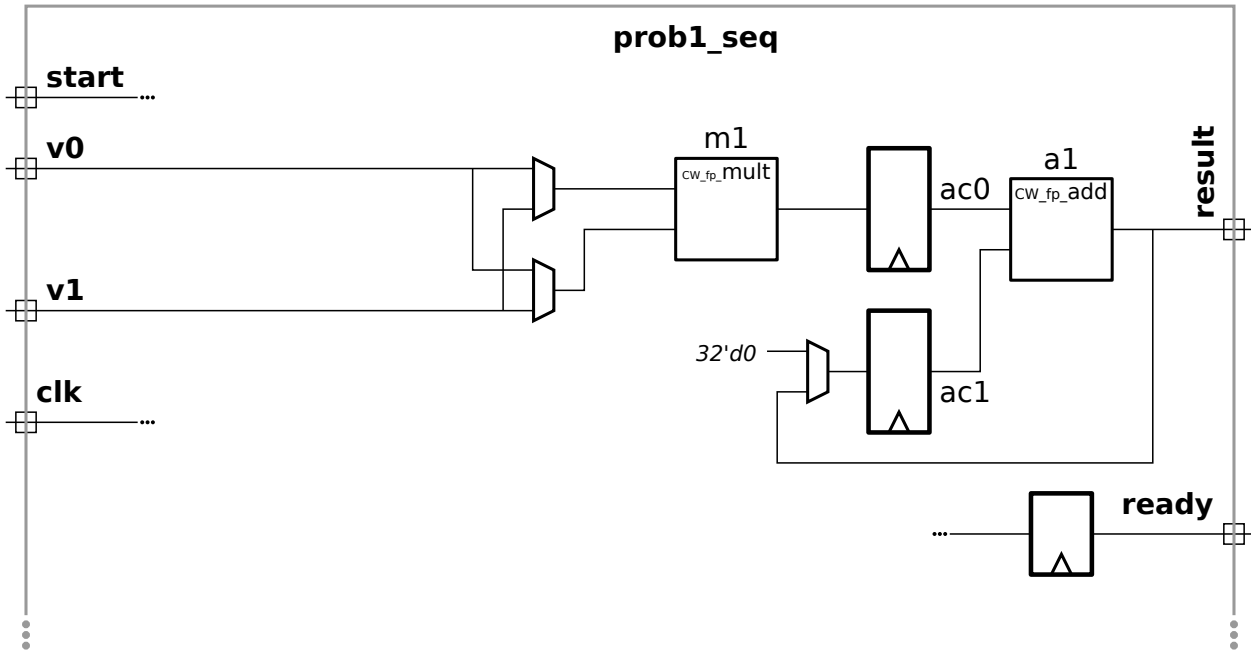 prob1_seq
start
...
v0
m1
CW_fp_mult
ac0
a1
CW_fp_add
result
v1
32'd0
clk
...
ac1
ready
...